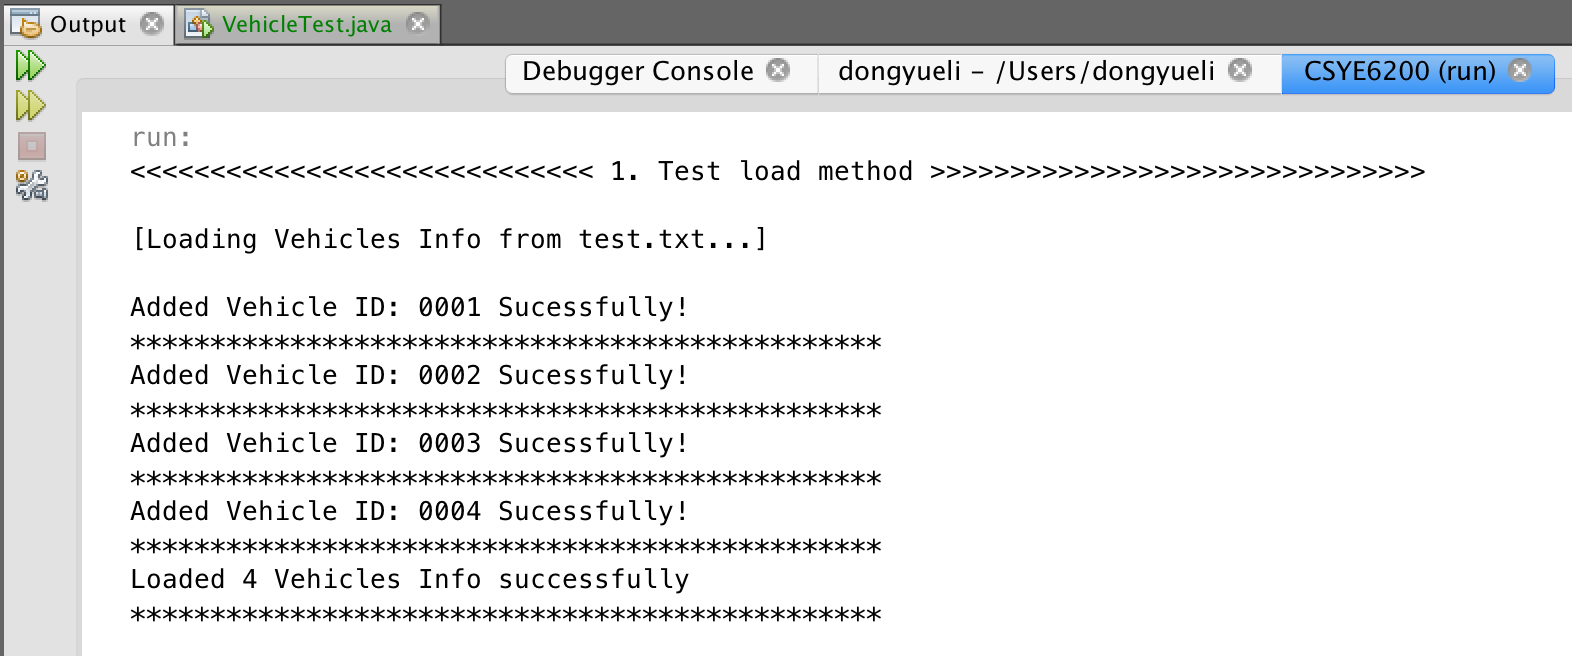 Output VehicleTest.java
Debugger Console dongyueli – /Users/dongyueli CSYE6200 (run)
run:
<<<<<<<<<<<<<<<<<<<<<<<<<<<<< 1. Test load method >>>>>>>>>>>>>>>>>>>>>>>>>>>>>>>
[Loading Vehicles Info from test.txt...]
Added Vehicle ID: 0001 Sucessfully!
***********************************************
Added Vehicle ID: 0002 Sucessfully!
***********************************************
Added Vehicle ID: 0003 Sucessfully!
***********************************************
Added Vehicle ID: 0004 Sucessfully!
***********************************************
Loaded 4 Vehicles Info successfully
***********************************************